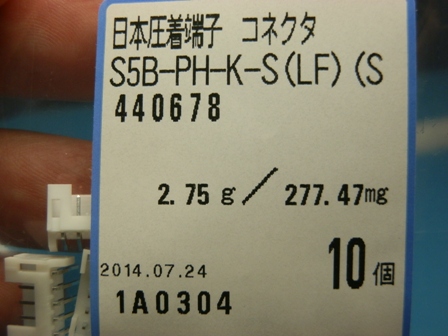 日本圧着端子 コネクタ
S5B-PH-K-S(LF)(S
440678
2.75g/277.47mg
2014.07.24
10個
1A0304